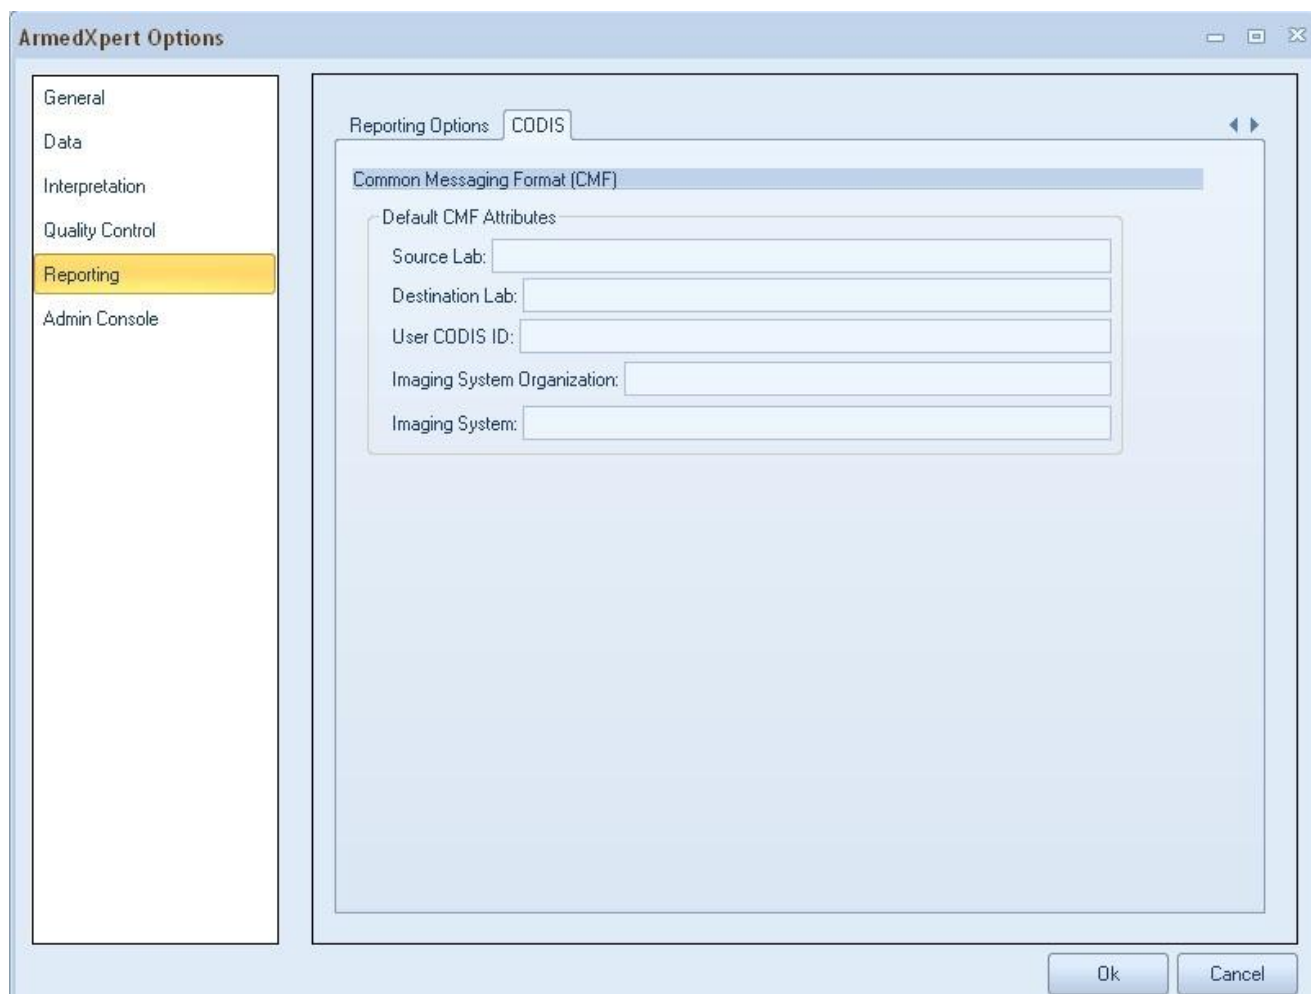 ArmedXpert Options
General
Data
Interpretation
Quality Control
Reporting
Admin Console
Reporting Options
CODIS
Common Messaging Format (CMF)
Default CMF Attributes
Source Lab:
Destination Lab:
User CODIS ID:
Imaging System Organization:
Imaging System:
Ok
Cancel